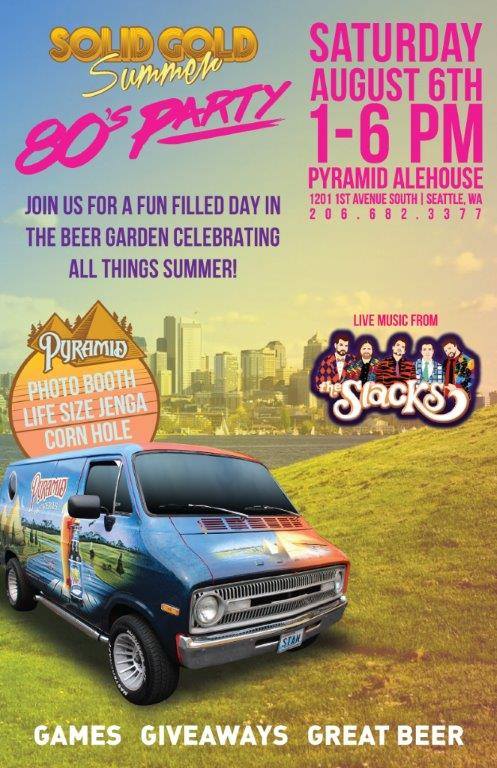 SOLID GOLD
Summer
80's PARTY
SATURDAY
AUGUST 6TH
1-6 PM
PYRAMID ALEHOUSE
1201 1ST AVENUE SOUTH | SEATTLE, WA
206.682.3377
JOIN US FOR A FUN FILLED DAY IN
THE BEER GARDEN CELEBRATING
ALL THINGS SUMMER!
PYRAMID
PHOTO BOOTH
LIFE SIZE JENGA
CORN HOLE
LIVE MUSIC FROM
the Slacks
PYRAMID
STAN
GAMES GIVEAWAYS GREAT BEER